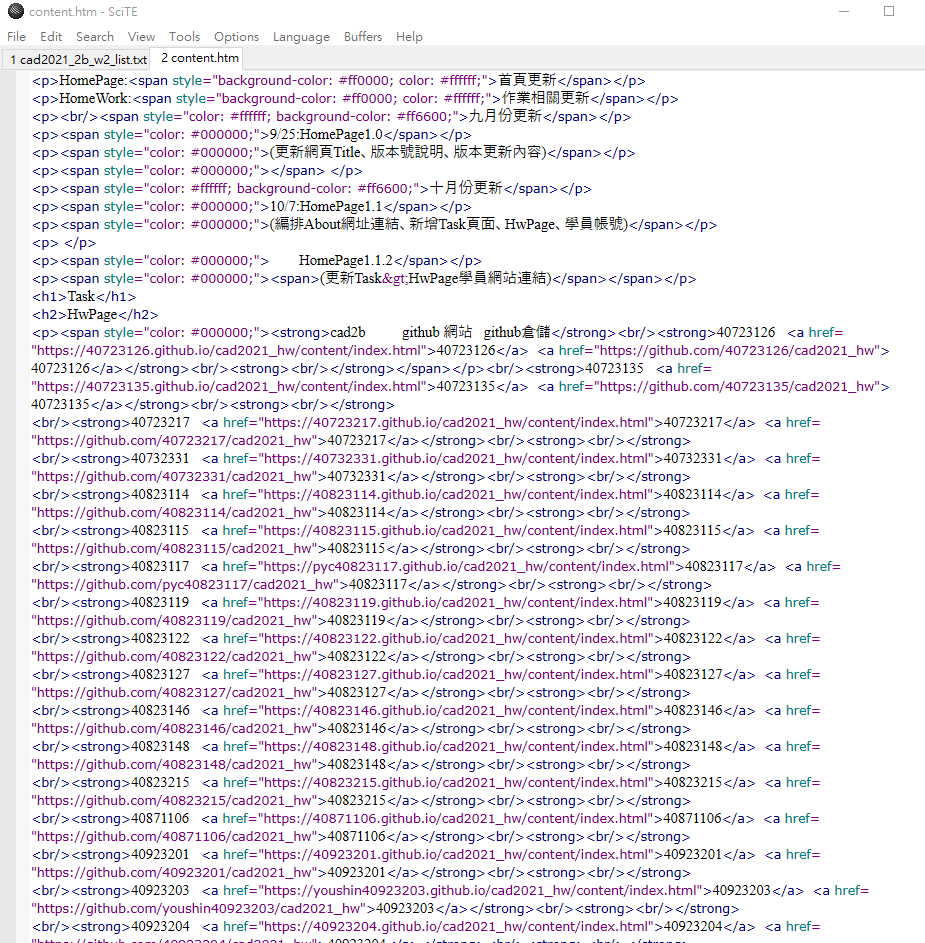 content.htm - SciTE
File Edit Search View Tools Options Language Buffers Help
1 cad2021_2b_w2_list.txt 2 content.htm
<p>HomePage:<span style="background-color: #ff0000; color: #ffffff;">首頁更新</span></p>
<p>HomeWork:<span style="background-color: #ff0000; color: #ffffff;">作業相關更新</span></p>
<p><br/><span style="color: #ffffff; background-color: #ff6600;">九月份更新</span></p>
<p><span style="color: #000000;">9/25:HomePage1.0</span></p>
<p><span style="color: #000000;">(更新網頁Title、版本號說明、版本更新內容)</span></p>
<p><span style="color: #000000;"></span> </p>
<p><span style="color: #ffffff; background-color: #ff6600;">十月份更新</span></p>
<p><span style="color: #000000;">10/7:HomePage1.1</span></p>
<p><span style="color: #000000;">(編排About網址連結、新增Task頁面、HwPage、學員帳號)</span></p>
<p> </p>
<p><span style="color: #000000;">        HomePage1.1.2</span></p>
<p><span style="color: #000000;"><span>(更新Task&gt;HwPage學員網站連結)</span></span></p>
<h1>Task</h1>
<h2>HwPage</h2>
<p><span style="color: #000000;"><strong>cad2b          github 網站   github倉儲</strong><br/><strong>40723126   <a href=
"https://40723126.github.io/cad2021_hw/content/index.html">40723126</a>  <a href="https://github.com/40723126/cad2021_hw">
40723126</a></strong><br/><strong><br/></strong></span></p><br/><strong>40723135   <a href=
"https://40723135.github.io/cad2021_hw/content/index.html">40723135</a>  <a href="https://github.com/40723135/cad2021_hw">
40723135</a></strong><br/><strong><br/></strong>
<br/><strong>40723217   <a href="https://40723217.github.io/cad2021_hw/content/index.html">40723217</a>  <a href=
"https://github.com/40723217/cad2021_hw">40723217</a></strong><br/><strong><br/></strong>
<br/><strong>40732331   <a href="https://40732331.github.io/cad2021_hw/content/index.html">40732331</a>  <a href=
"https://github.com/40732331/cad2021_hw">40732331</a></strong><br/><strong><br/></strong>
<br/><strong>40823114   <a href="https://40823114.github.io/cad2021_hw/content/index.html">40823114</a>  <a href=
"https://github.com/40823114/cad2021_hw">40823114</a></strong><br/><strong><br/></strong>
<br/><strong>40823115   <a href="https://40823115.github.io/cad2021_hw/content/index.html">40823115</a>  <a href=
"https://github.com/40823115/cad2021_hw">40823115</a></strong><br/><strong><br/></strong>
<br/><strong>40823117   <a href="https://pyc40823117.github.io/cad2021_hw/content/index.html">40823117</a>  <a href=
"https://github.com/pyc40823117/cad2021_hw">40823117</a></strong><br/><strong><br/></strong>
<br/><strong>40823119   <a href="https://40823119.github.io/cad2021_hw/content/index.html">40823119</a>  <a href=
"https://github.com/40823119/cad2021_hw">40823119</a></strong><br/><strong><br/></strong>
<br/><strong>40823122   <a href="https://40823122.github.io/cad2021_hw/content/index.html">40823122</a>  <a href=
"https://github.com/40823122/cad2021_hw">40823122</a></strong><br/><strong><br/></strong>
<br/><strong>40823127   <a href="https://40823127.github.io/cad2021_hw/content/index.html">40823127</a>  <a href=
"https://github.com/40823127/cad2021_hw">40823127</a></strong><br/><strong><br/></strong>
<br/><strong>40823146   <a href="https://40823146.github.io/cad2021_hw/content/index.html">40823146</a>  <a href=
"https://github.com/40823146/cad2021_hw">40823146</a></strong><br/><strong><br/></strong>
<br/><strong>40823148   <a href="https://40823148.github.io/cad2021_hw/content/index.html">40823148</a>  <a href=
"https://github.com/40823148/cad2021_hw">40823148</a></strong><br/><strong><br/></strong>
<br/><strong>40823215   <a href="https://40823215.github.io/cad2021_hw/content/index.html">40823215</a>  <a href=
"https://github.com/40823215/cad2021_hw">40823215</a></strong><br/><strong><br/></strong>
<br/><strong>40871106   <a href="https://40871106.github.io/cad2021_hw/content/index.html">40871106</a>  <a href=
"https://github.com/40871106/cad2021_hw">40871106</a></strong><br/><strong><br/></strong>
<br/><strong>40923201   <a href="https://40923201.github.io/cad2021_hw/content/index.html">40923201</a>  <a href=
"https://github.com/40923201/cad2021_hw">40923201</a></strong><br/><strong><br/></strong>
<br/><strong>40923203   <a href="https://youshin40923203.github.io/cad2021_hw/content/index.html">40923203</a>  <a href=
"https://github.com/youshin40923203/cad2021_hw">40923203</a></strong><br/><strong><br/></strong>
<br/><strong>40923204   <a href="https://40923204.github.io/cad2021_hw/content/index.html">40923204</a>  <a href=